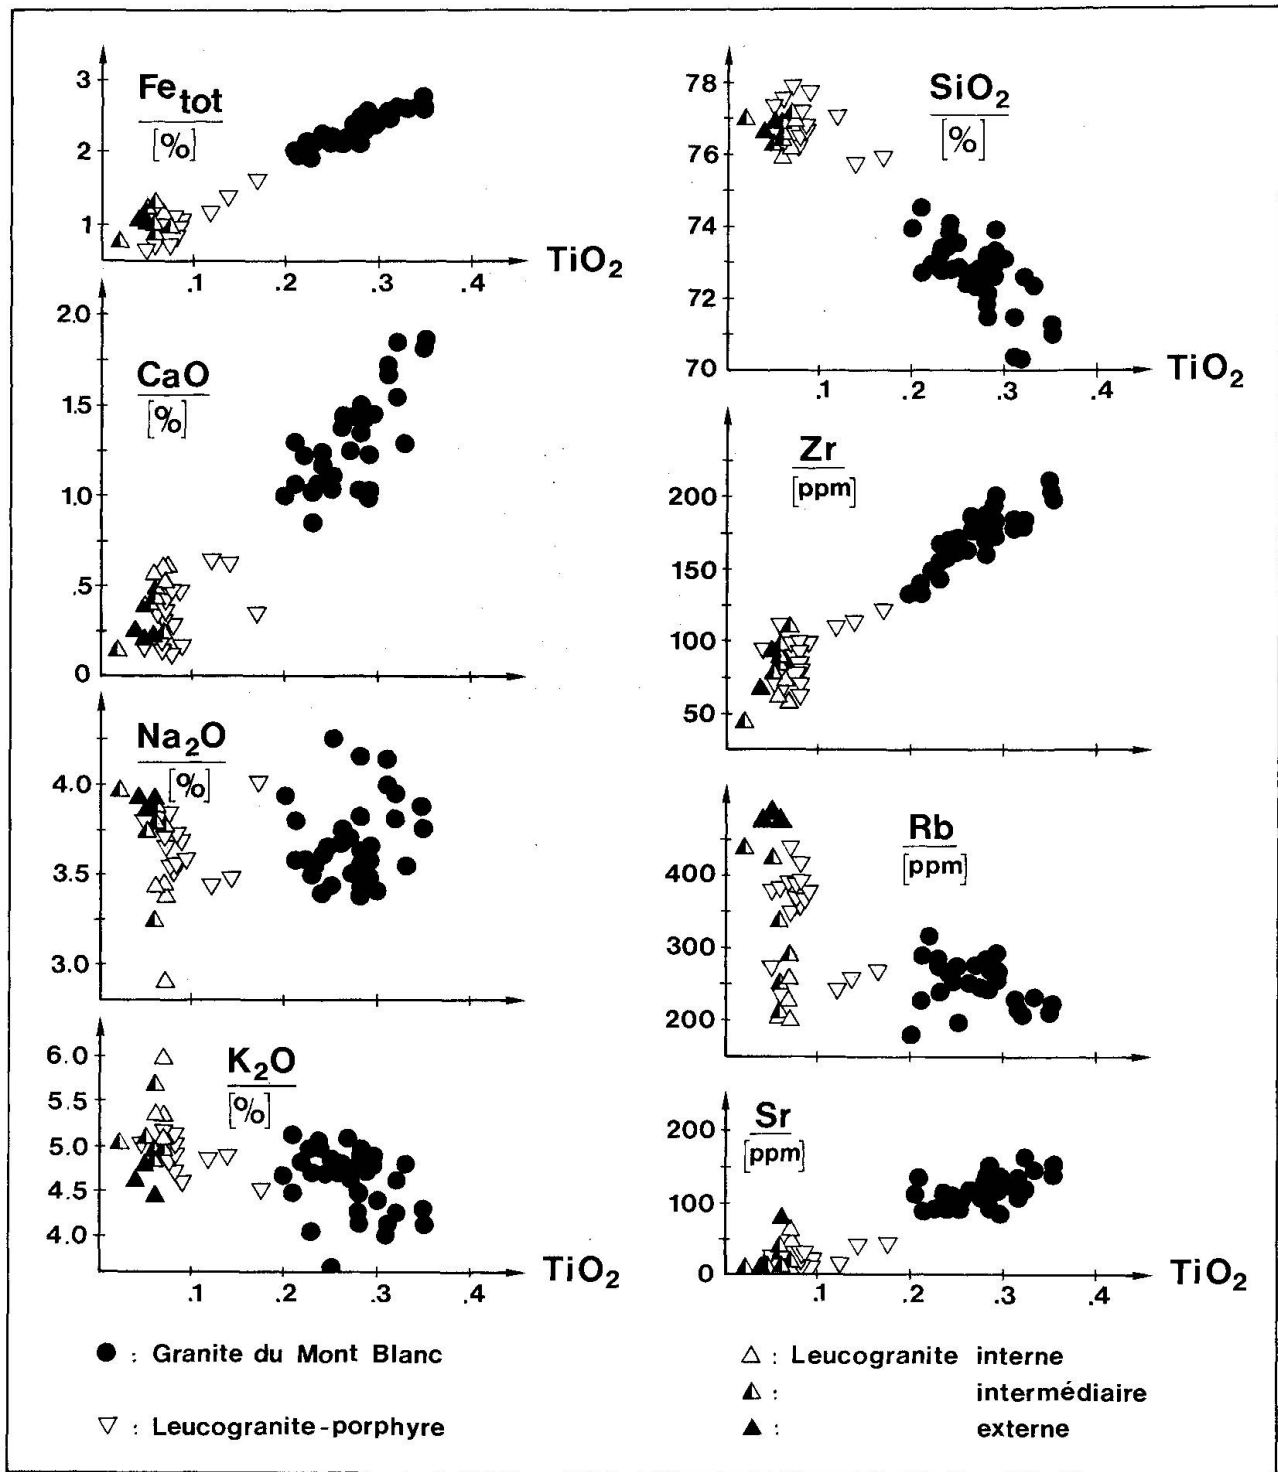 Fe tot
[%]
3
2
1
.1 .2 .3 .4
TiO₂
CaO
[%]
2.0
1.5
1.0
.5
0
Na₂O
[%]
4.0
3.5
3.0
K₂O
[%]
6.0
5.5
5.0
4.5
4.0
.1 .2 .3 .4
TiO₂
SiO₂
[%]
78
76
74
72
70
.1 .2 .3 .4
TiO₂
Zr
[ppm]
200
150
100
50
Rb
[ppm]
400
300
200
Sr
[ppm]
200
100
0
.1 .2 .3 .4
TiO₂
: Granite du Mont Blanc
: Leucogranite-porphyre
: Leucogranite interne
: intermédiaire
: externe